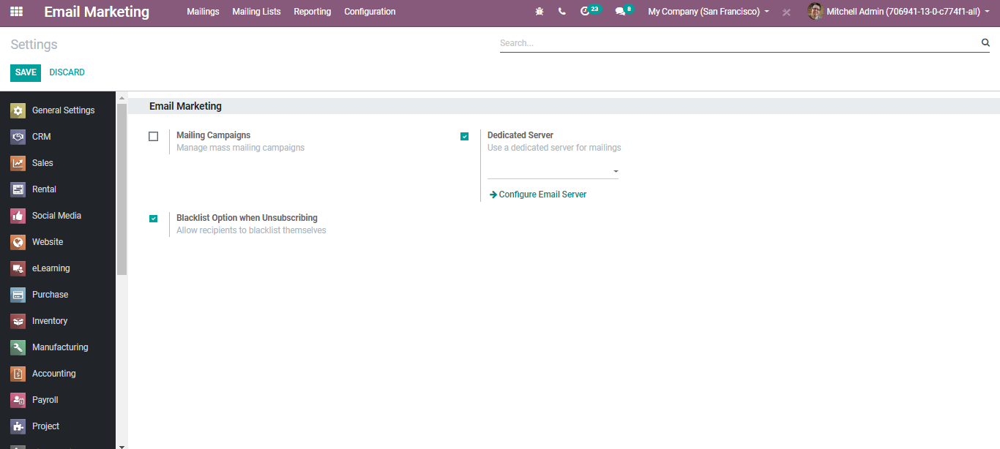 Email Marketing Mailings Mailing Lists Reporting Configuration 23 8 My Company (San Francisco) Mitchell Admin (706941-13-0-c774f1-all)
Settings
Search...
SAVE DISCARD
General Settings
CRM
Sales
Rental
Social Media
Website
eLearning
Purchase
Inventory
Manufacturing
Accounting
Payroll
Project
Email Marketing
Mailing Campaigns
Manage mass mailing campaigns
Dedicated Server
Use a dedicated server for mailings
Configure Email Server
Blacklist Option when Unsubscribing
Allow recipients to blacklist themselves